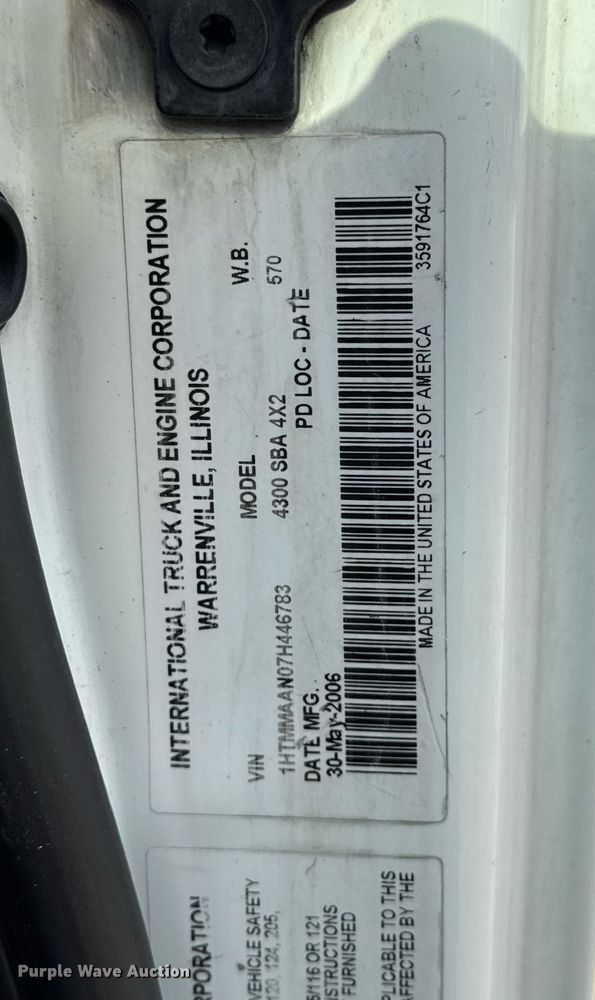 INTERNATIONAL TRUCK AND ENGINE CORPORATION
WARRENVILLE, ILLINOIS
VIN MODEL W.B.
1HTMMAAN07H446783 4300 SBA 4X2 570
DATE MFG. PD LOC - DATE
30-May-2006
MADE IN THE UNITED STATES OF AMERICA 3591764C1
RPORATION
VEHICLE SAFETY
120, 124, 205,
5/116 OR 121
STRUCTIONS
FURNISHED
PLICABLE TO THIS
AFFECTED BY THE
Purple Wave Auction